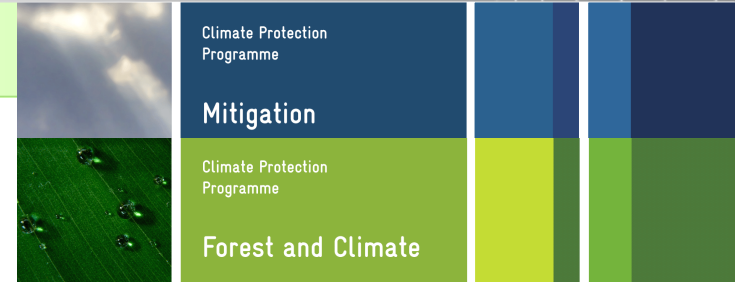 Climate Protection
Programme
Mitigation
Climate Protection
Programme
Forest and Climate